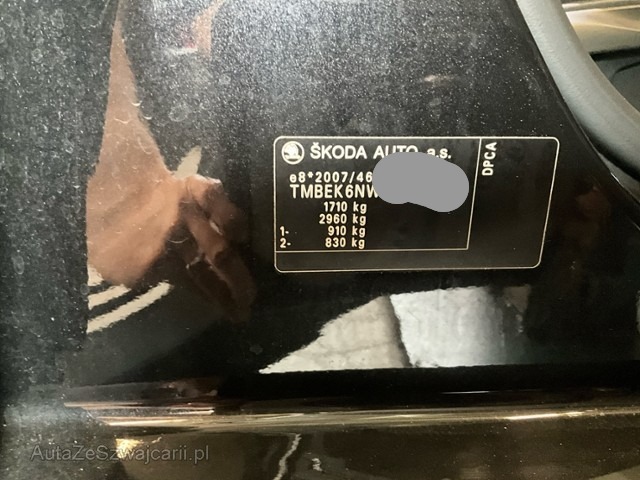 ŠKODA AUTO a.s.
e8*2007/46
TMBEK6NW
1710 kg
2960 kg
1- 910 kg
2- 830 kg
DPCA
AutaZeSzwajcarii.pl